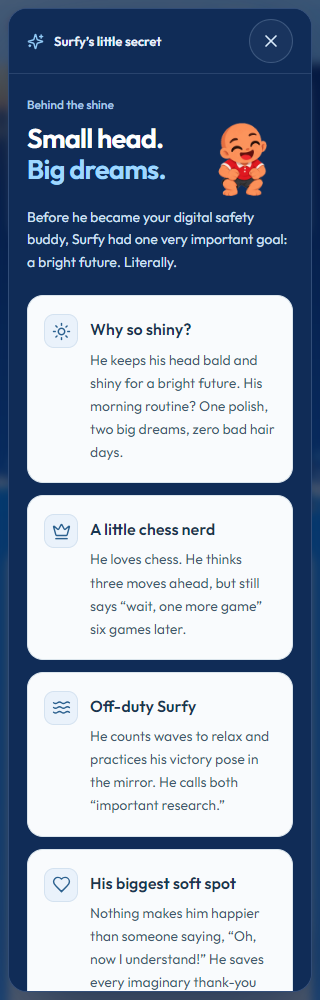 Surfy's little secret
Behind the shine
Small head.
Big dreams.
Before he became your digital safety
buddy, Surfy had one very important goal:
a bright future. Literally.
Why so shiny?
He keeps his head bald and
shiny for a bright future. His
morning routine? One polish,
two big dreams, zero bad hair
days.
A little chess nerd
He loves chess. He thinks
three moves ahead, but still
says “wait, one more game”
six games later.
Off-duty Surfy
He counts waves to relax and
practices his victory pose in
the mirror. He calls both
“important research.”
His biggest soft spot
Nothing makes him happier
than someone saying, “Oh,
now I understand!” He saves
every imaginary thank-you